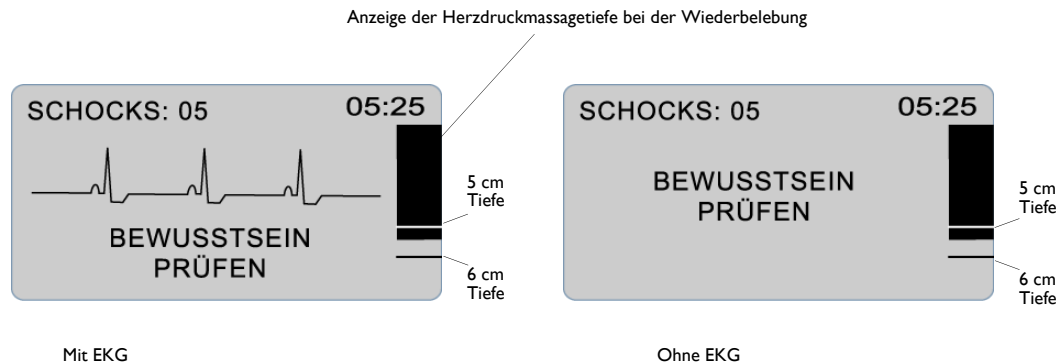 Anzeige der Herzdruckmassagetiefe bei der Wiederbelebung
SCHOCKS: 05
05:25
BEWUSSTSEIN
PRÜFEN
5 cm
Tiefe
6 cm
Tiefe
Mit EKG
SCHOCKS: 05
05:25
BEWUSSTSEIN
PRÜFEN
5 cm
Tiefe
6 cm
Tiefe
Ohne EKG